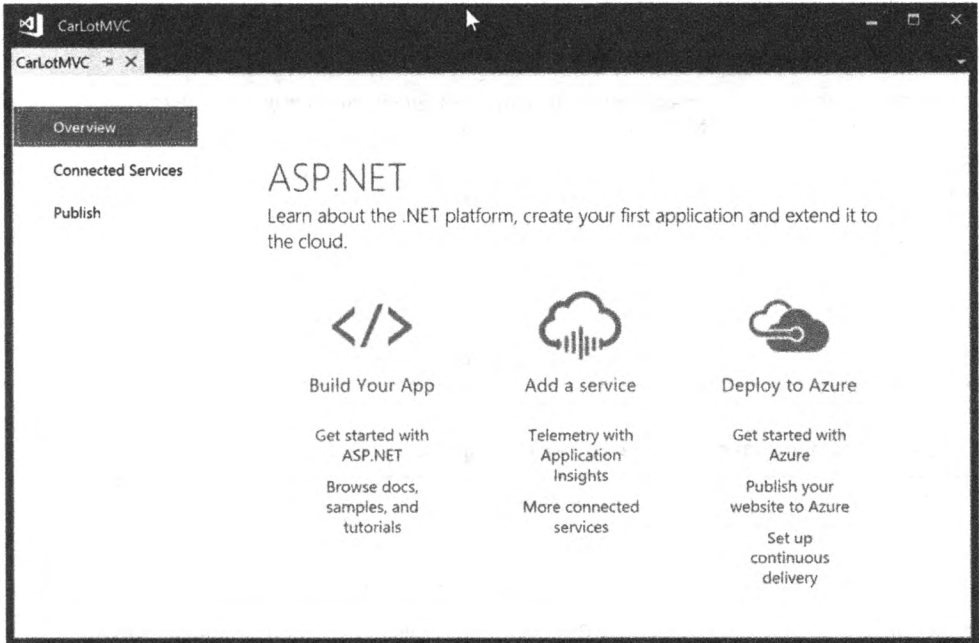 CarLotMVC
CarLotMVC
Overview
Connected Services
Publish
ASP.NET
Learn about the .NET platform, create your first application and extend it to
the cloud.
</>
Build Your App
Get started with
ASP.NET
Browse docs,
samples, and
tutorials
Add a service
Telemetry with
Application
Insights
More connected
services
Deploy to Azure
Get started with
Azure
Publish your
website to Azure
Set up
continuous
delivery